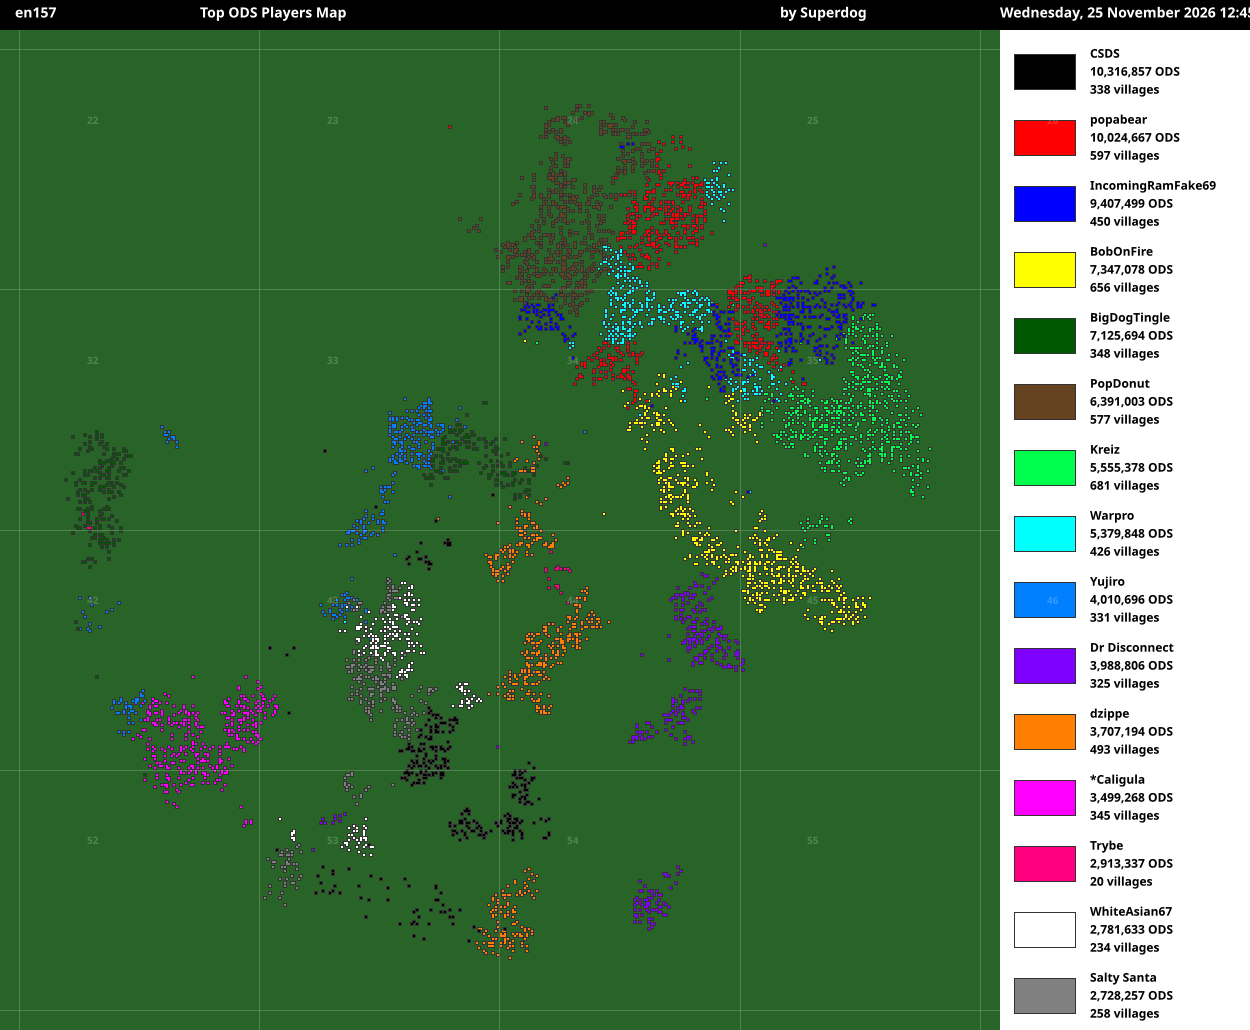 en157
Top ODS Players Map
by Superdog
Wednesday, 25 November 2026 12:45
22
23
24
25
32
33
34
35
42
43
44
45
46
52
53
54
55
CSDS
10,316,857 ODS
338 villages
popabear
10,024,667 ODS
597 villages
IncomingRamFake69
9,407,499 ODS
450 villages
BobOnFire
7,347,078 ODS
656 villages
BigDogTingle
7,125,694 ODS
348 villages
PopDonut
6,391,003 ODS
577 villages
Kreiz
5,555,378 ODS
681 villages
Warpro
5,379,848 ODS
426 villages
Yujiro
4,010,696 ODS
331 villages
Dr Disconnect
3,988,806 ODS
325 villages
dzippe
3,707,194 ODS
493 villages
*Caligula
3,499,268 ODS
345 villages
Trybe
2,913,337 ODS
20 villages
WhiteAsian67
2,781,633 ODS
234 villages
Salty Santa
2,728,257 ODS
258 villages